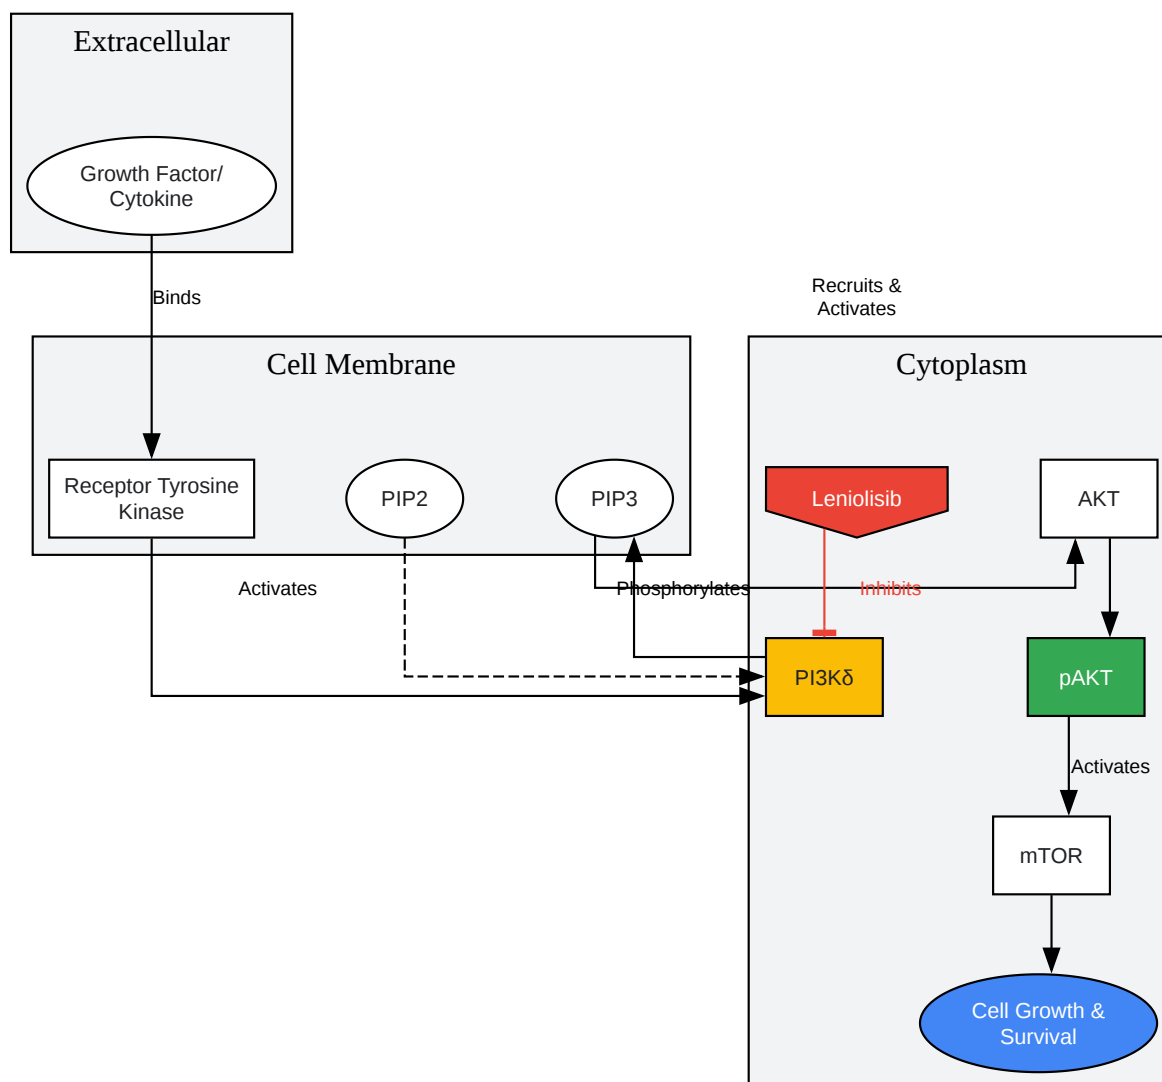 Extracellular
Growth Factor/
Cytokine
Binds
Recruits &
Activates
Cell Membrane
Cytoplasm
Receptor Tyrosine
Kinase
PIP2
PIP3
Leniolisib
AKT
Activates
Phosphorylates
Inhibits
PI3Kδ
pAKT
Activates
mTOR
Cell Growth &
Survival